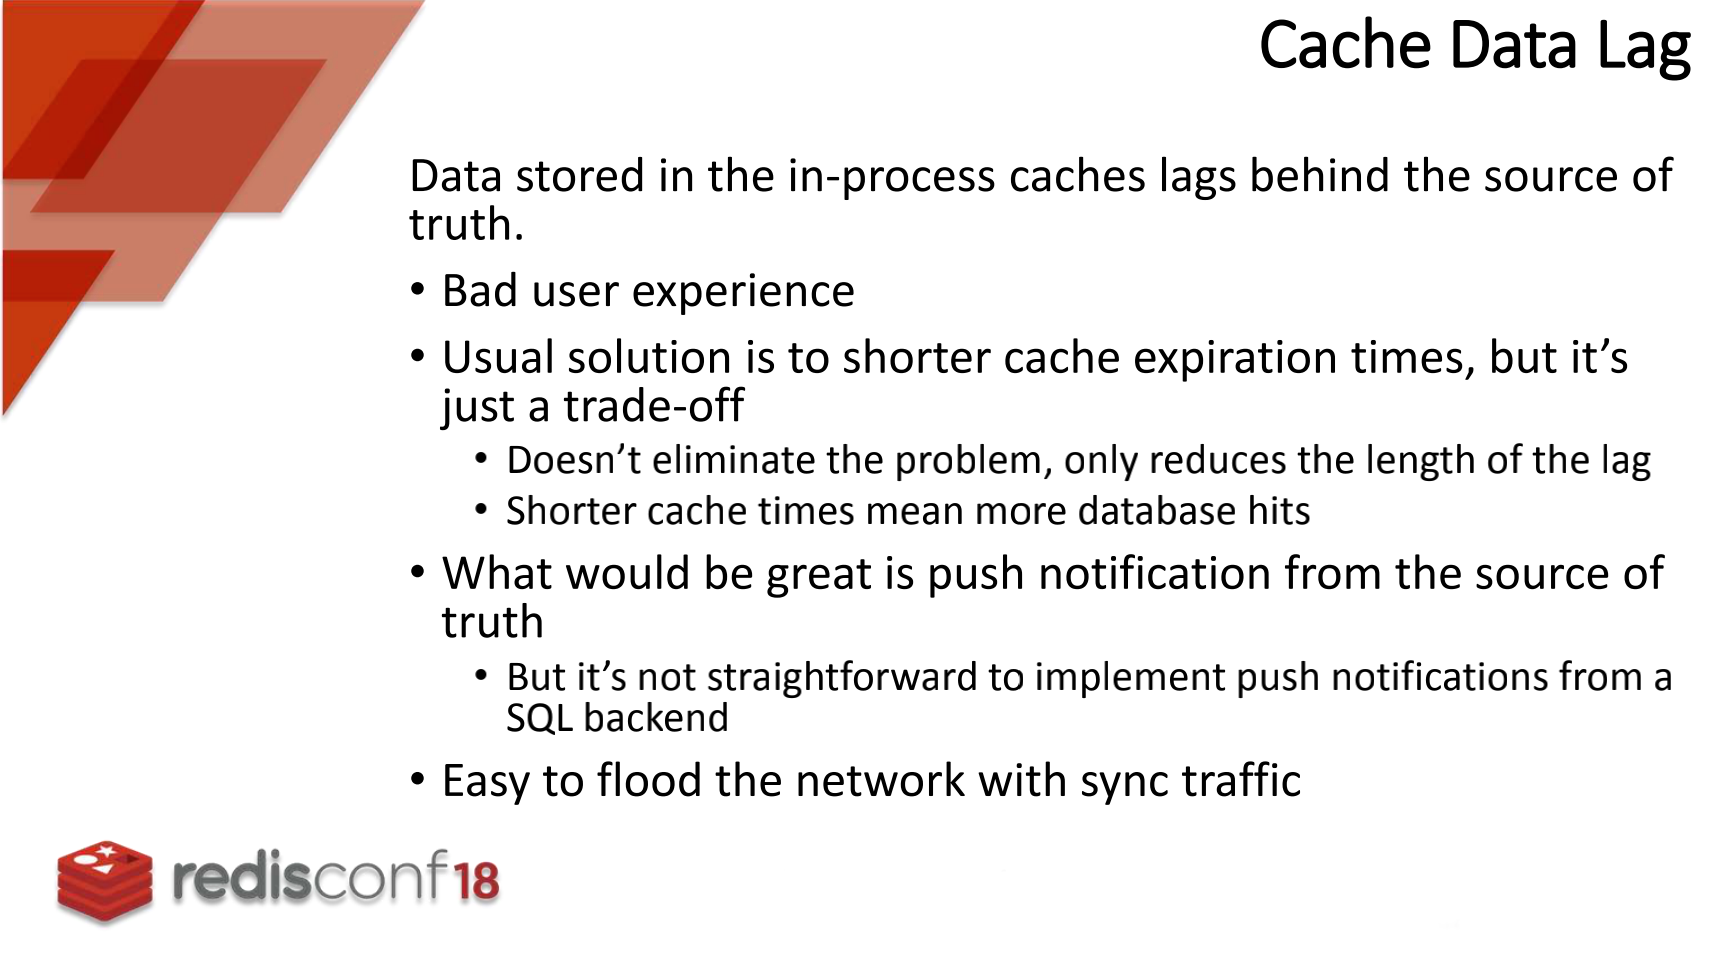 Cache Data Lag
Data stored in the in-process caches lags behind the source of
truth.
• Bad user experience
• Usual solution is to shorter cache expiration times, but it’s
just a trade-off
• Doesn’t eliminate the problem, only reduces the length of the lag
• Shorter cache times mean more database hits
• What would be great is push notification from the source of
truth
• But it’s not straightforward to implement push notifications from a
SQL backend
• Easy to flood the network with sync traffic
redisconf18